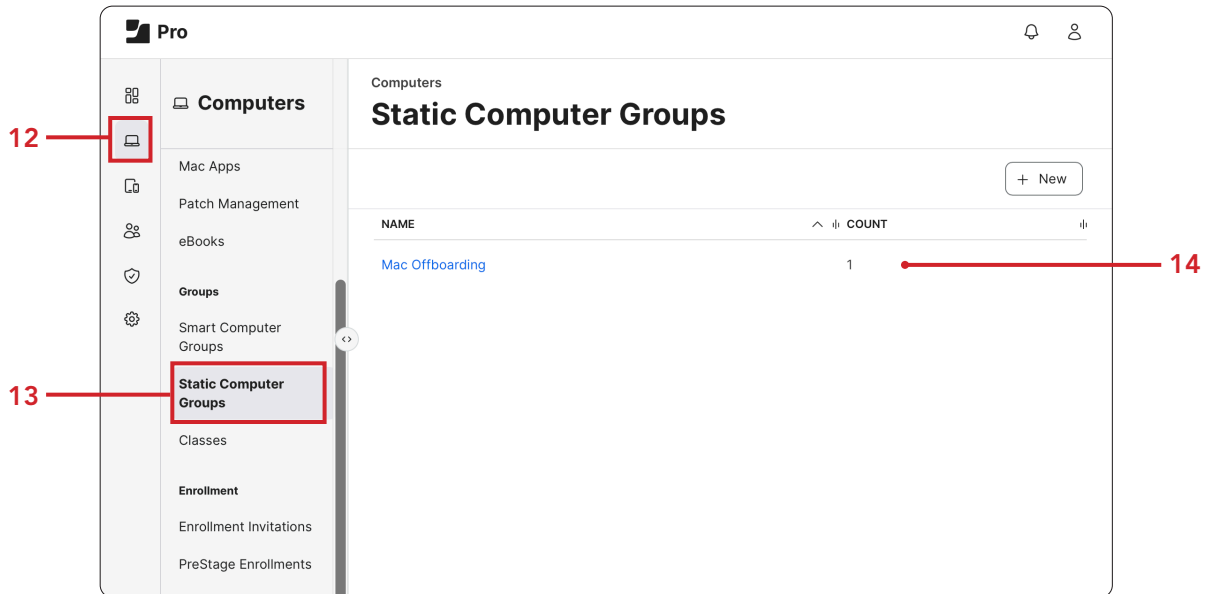 Pro
Computers
Mac Apps
Patch Management
eBooks
Groups
Smart Computer
Groups
Static Computer
Groups
Classes
Enrollment
Enrollment Invitations
PreStage Enrollments
Computers
Static Computer Groups
+ New
NAME
COUNT
Mac Offboarding
1
12
13
14